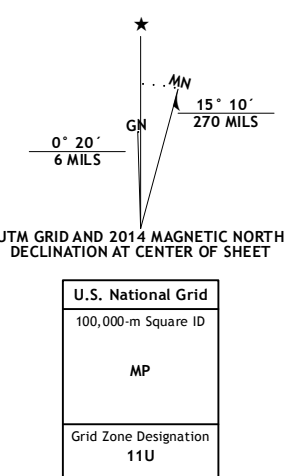 ★
MN
15° 10´
270 MILS
GN
0° 20´
6 MILS
UTM GRID AND 2014 MAGNETIC NORTH
DECLINATION AT CENTER OF SHEET
U.S. National Grid
100,000-m Square ID
MP
Grid Zone Designation
11U